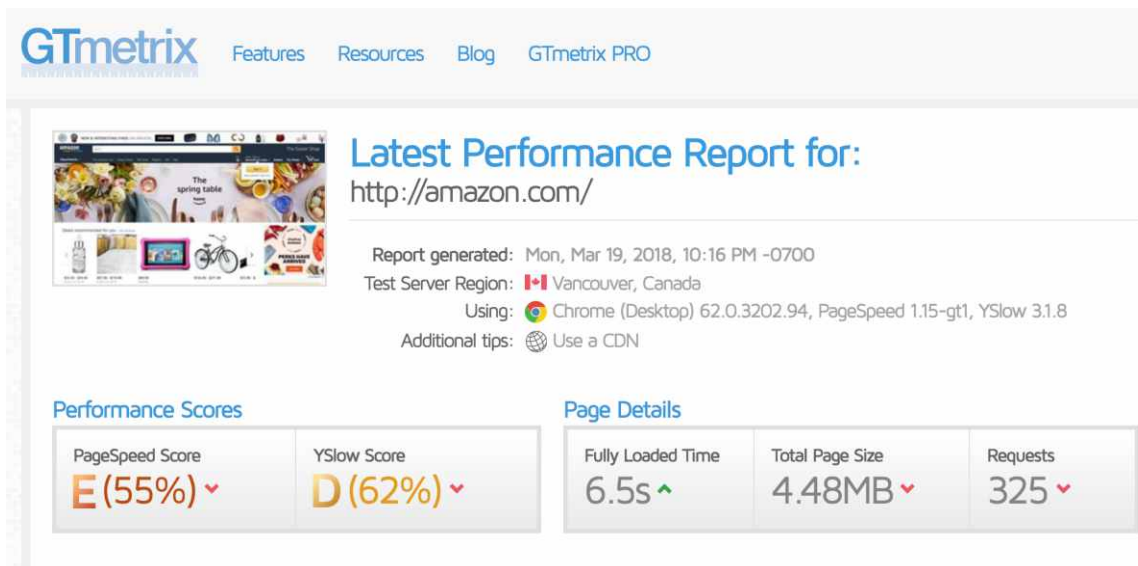 GTmetrix Features Resources Blog GTmetrix PRO
The
spring table
amazon
Latest Performance Report for:
http://amazon.com/
Report generated: Mon, Mar 19, 2018, 10:16 PM -0700
Test Server Region: Vancouver, Canada
Using: Chrome (Desktop) 62.0.3202.94, PageSpeed 1.15-gt1, YSlow 3.1.8
Additional tips: Use a CDN
Performance Scores
PageSpeed Score YSlow Score
E (55%) D (62%)
Page Details
Fully Loaded Time Total Page Size Requests
6.5s 4.48MB 325